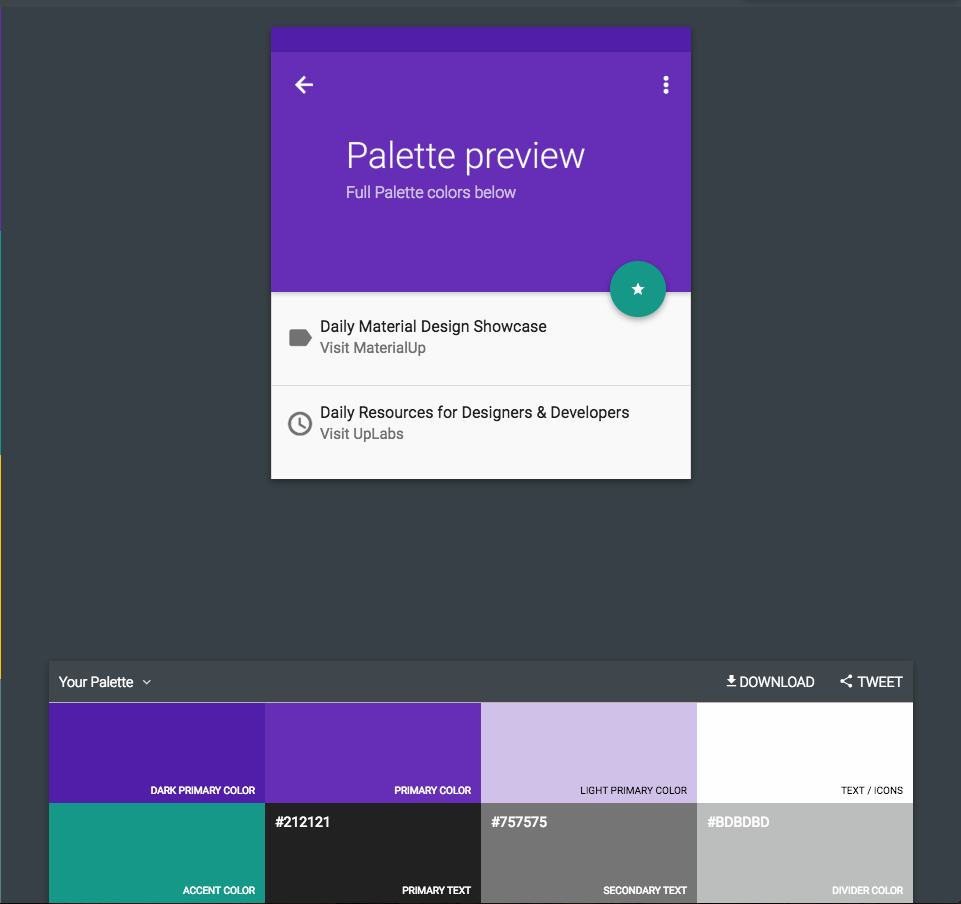 Palette preview
Full Palette colors below
Daily Material Design Showcase
Visit MaterialUp
Daily Resources for Designers & Developers
Visit UpLabs
Your Palette
DOWNLOAD
TWEET
DARK PRIMARY COLOR
PRIMARY COLOR
LIGHT PRIMARY COLOR
TEXT / ICONS
ACCENT COLOR
#212121
PRIMARY TEXT
#757575
SECONDARY TEXT
#BDBDBD
DIVIDER COLOR